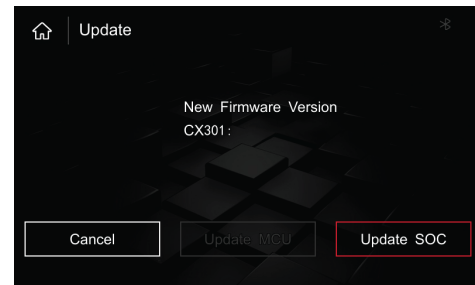 Update
New Firmware Version
CX301:
Cancel
Update MCU
Update SOC